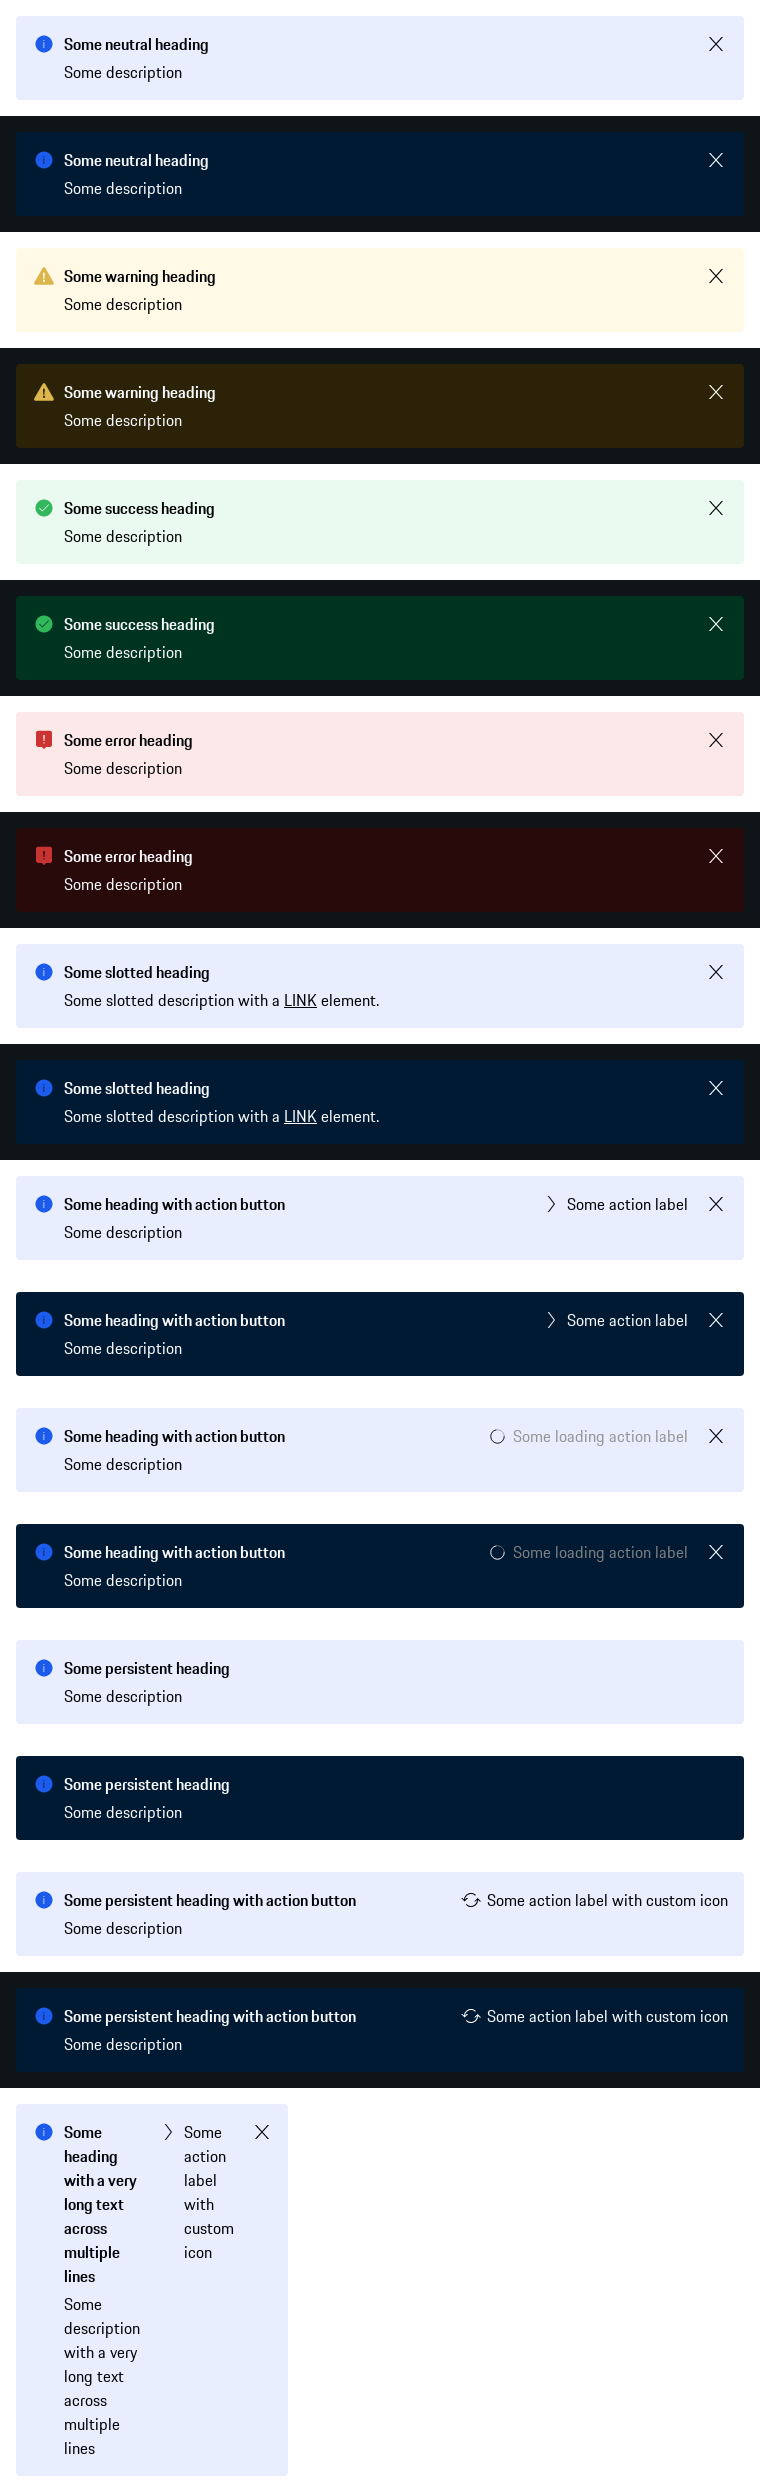 Some neutral heading
Some description
Some neutral heading
Some description
Some warning heading
Some description
Some warning heading
Some description
Some success heading
Some description
Some success heading
Some description
Some error heading
Some description
Some error heading
Some description
Some slotted heading
Some slotted description with a LINK element.
Some slotted heading
Some slotted description with a LINK element.
Some heading with action button
Some action label
Some description
Some heading with action button
Some action label
Some description
Some heading with action button
Some loading action label
Some description
Some heading with action button
Some loading action label
Some description
Some persistent heading
Some description
Some persistent heading
Some description
Some persistent heading with action button
Some action label with custom icon
Some description
Some persistent heading with action button
Some action label with custom icon
Some description
Some
heading
with a very
long text
across
multiple
lines
Some
description
with a very
long text
across
multiple
lines
Some
action
label
with
custom
icon